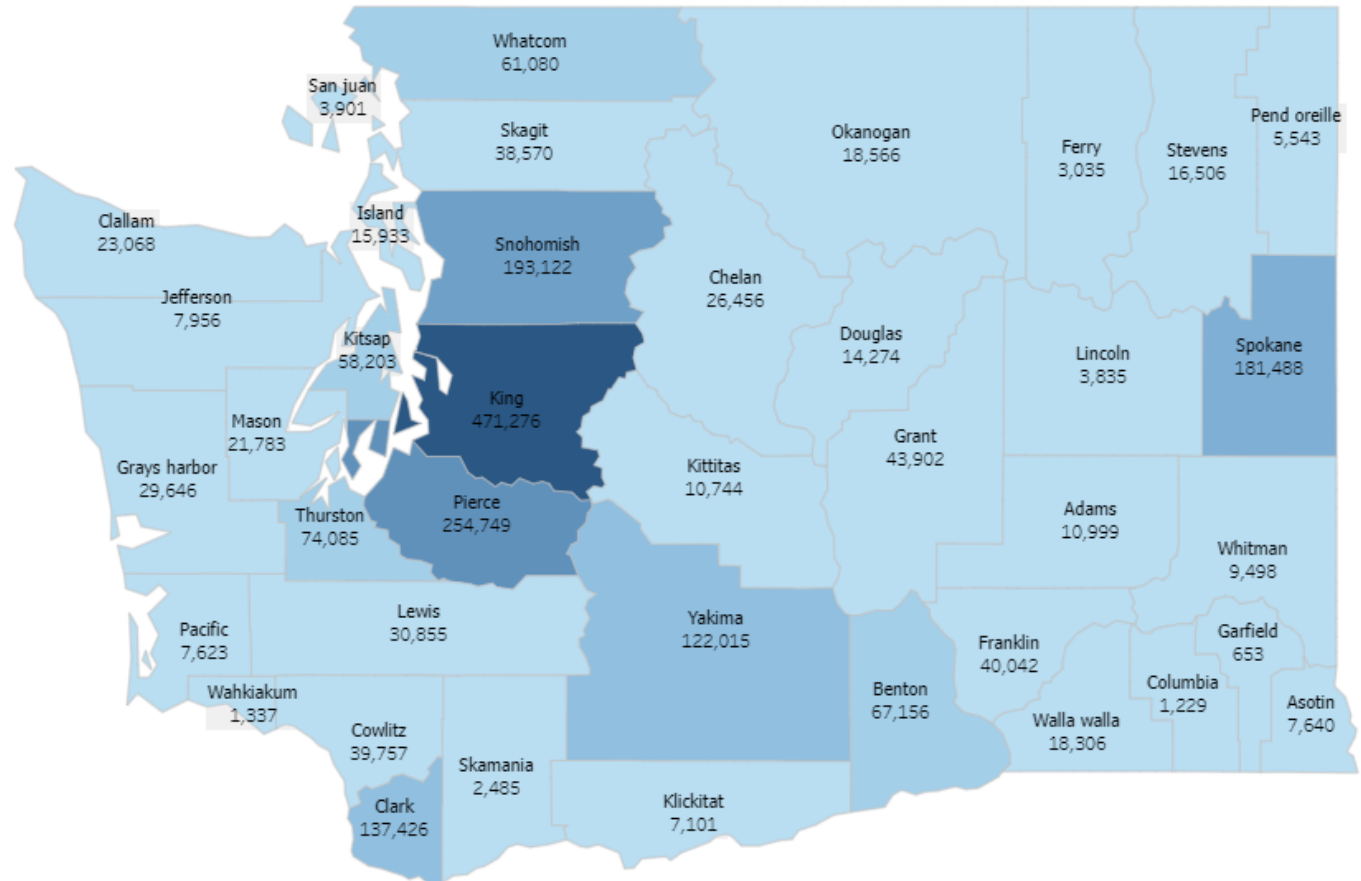 Whatcom
61,080
San juan
3,901
Skagit
38,570
Okanogan
18,566
Ferry
3,035
Stevens
16,506
Pend oreille
5,543
Clallam
23,068
Island
15,933
Snohomish
193,122
Jefferson
7,956
Chelan
26,456
Kitsap
58,203
Douglas
14,274
Lincoln
3,835
Spokane
181,488
King
471,276
Mason
21,783
Grant
43,902
Grays harbor
29,646
Kittitas
10,744
Thurston
74,085
Pierce
254,749
Adams
10,999
Whitman
9,498
Lewis
30,855
Yakima
122,015
Pacific
7,623
Franklin
40,042
Garfield
653
Wahkiakum
1,337
Benton
67,156
Columbia
1,229
Asotin
7,640
Cowlitz
39,757
Walla walla
18,306
Skamania
2,485
Clark
137,426
Klickitat
7,101